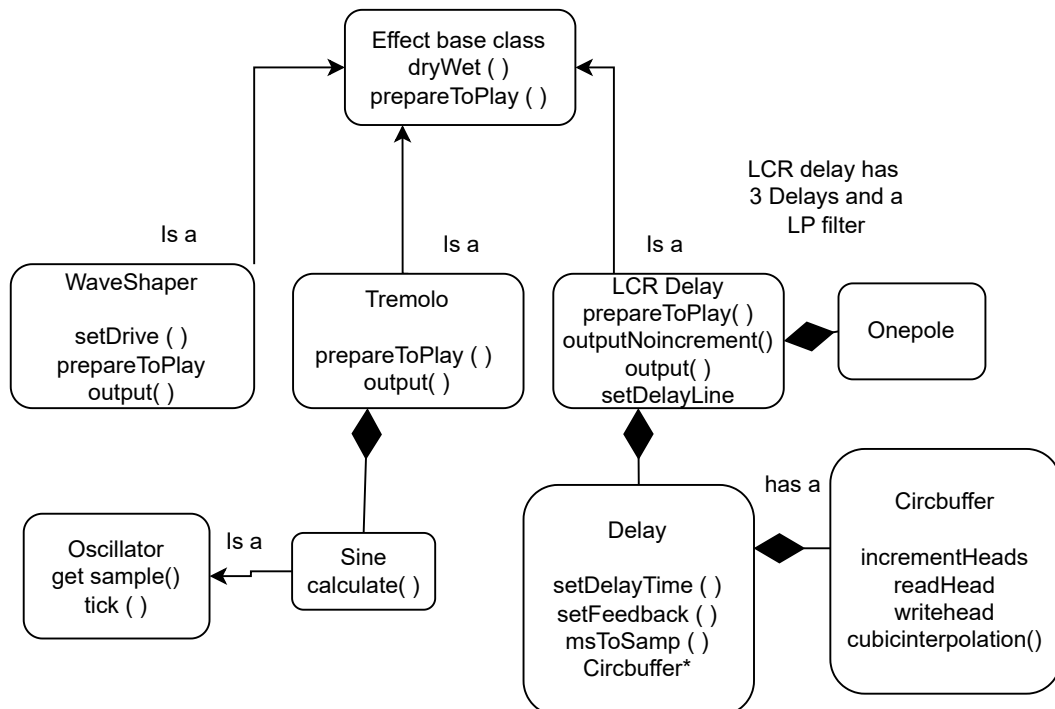 Effect base class
dryWet ( )
prepareToPlay ( )
LCR delay has
3 Delays and a
LP filter
Is a
Is a
Is a
WaveShaper
setDrive ( )
prepareToPlay
output( )
Tremolo
prepareToPlay ( )
output( )
LCR Delay
prepareToPlay( )
outputNoincrement()
output( )
setDelayLine
Onepole
Oscillator
get sample()
tick ( )
Is a
Sine
calculate( )
Delay
setDelayTime ( )
setFeedback ( )
msToSamp ( )
Circbuffer*
has a
Circbuffer
incrementHeads
readHead
writehead
cubicinterpolation()